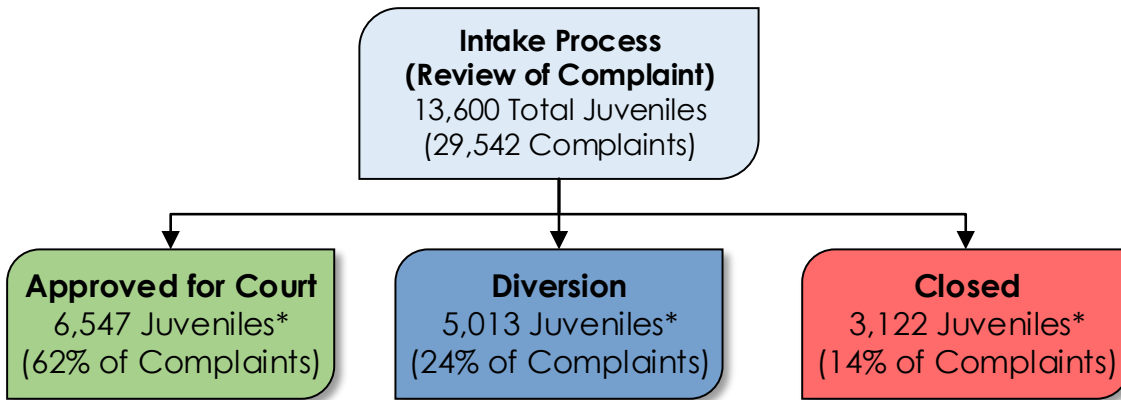 Intake Process
(Review of Complaint)
13,600 Total Juveniles
(29,542 Complaints)
Approved for Court
6,547 Juveniles*
(62% of Complaints)
Diversion
5,013 Juveniles*
(24% of Complaints)
Closed
3,122 Juveniles*
(14% of Complaints)